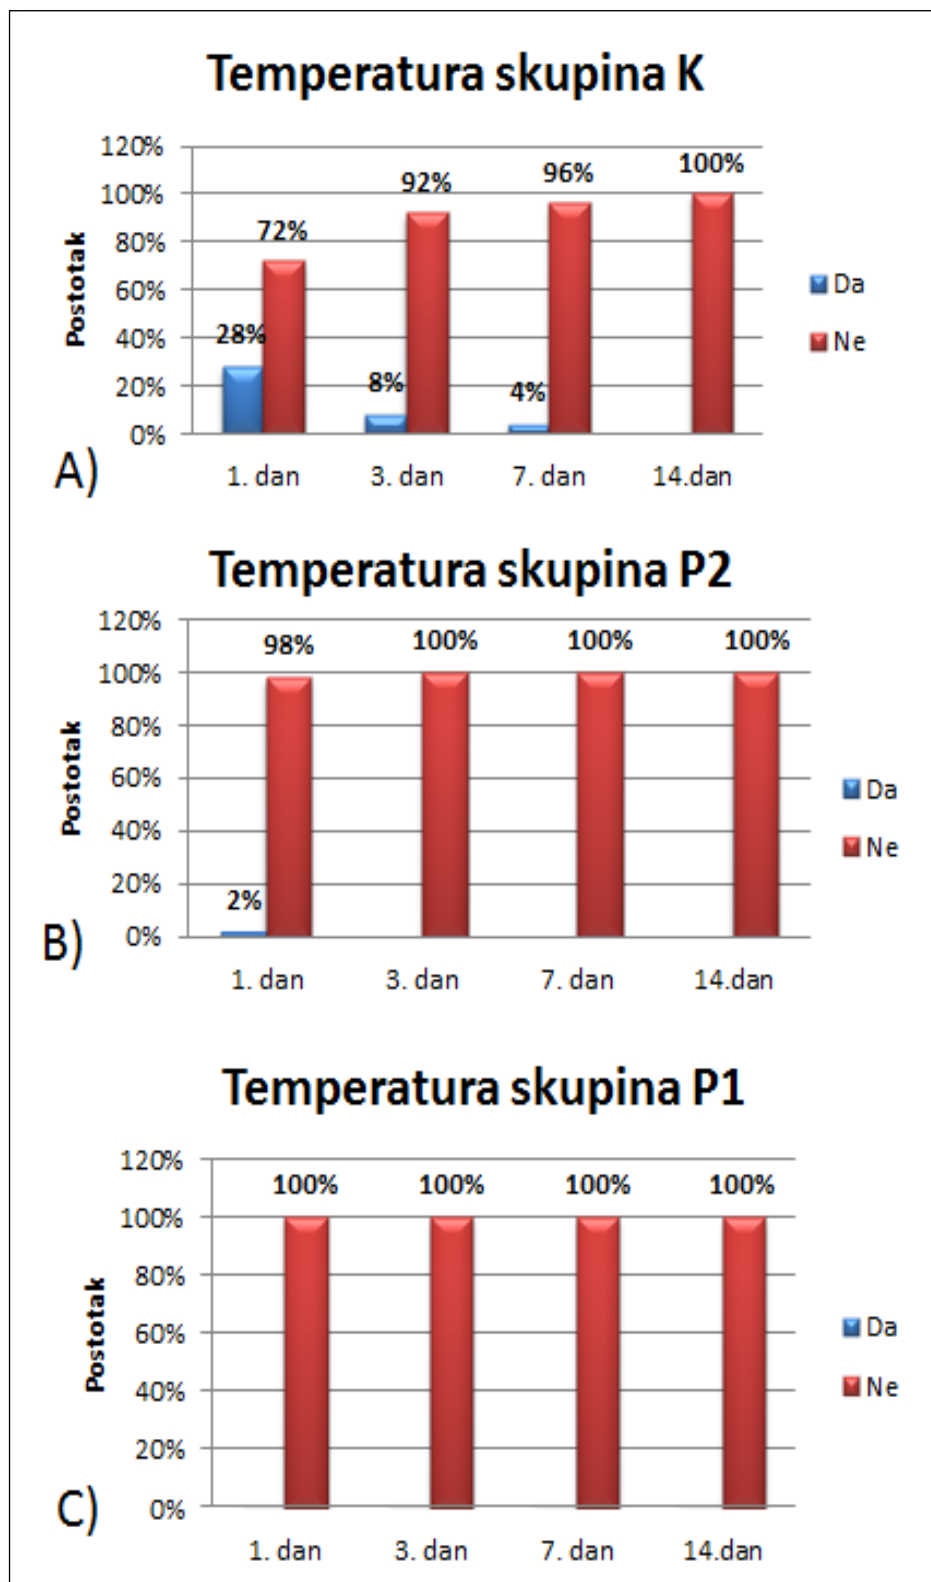 Temperatura skupina K
120%
100%
80%
60%
40%
20%
0%
Postotak
28%
72%
8%
92%
4%
96%
100%
1. dan
3. dan
7. dan
14.dan
Da
Ne
A)
Temperatura skupina P2
120%
100%
80%
60%
40%
20%
0%
Postotak
2%
98%
100%
100%
100%
1. dan
3. dan
7. dan
14.dan
Da
Ne
B)
Temperatura skupina P1
120%
100%
80%
60%
40%
20%
0%
Postotak
100%
100%
100%
100%
1. dan
3. dan
7. dan
14.dan
Da
Ne
C)